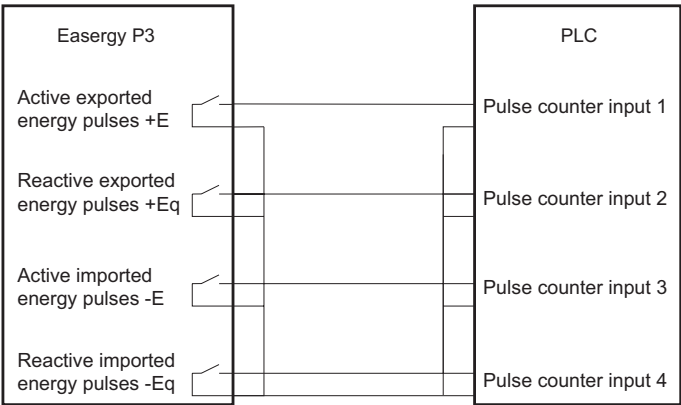 Easergy P3
PLC
Active exported
energy pulses +E
Pulse counter input 1
Reactive exported
energy pulses +Eq
Pulse counter input 2
Active imported
energy pulses -E
Pulse counter input 3
Reactive imported
energy pulses -Eq
Pulse counter input 4